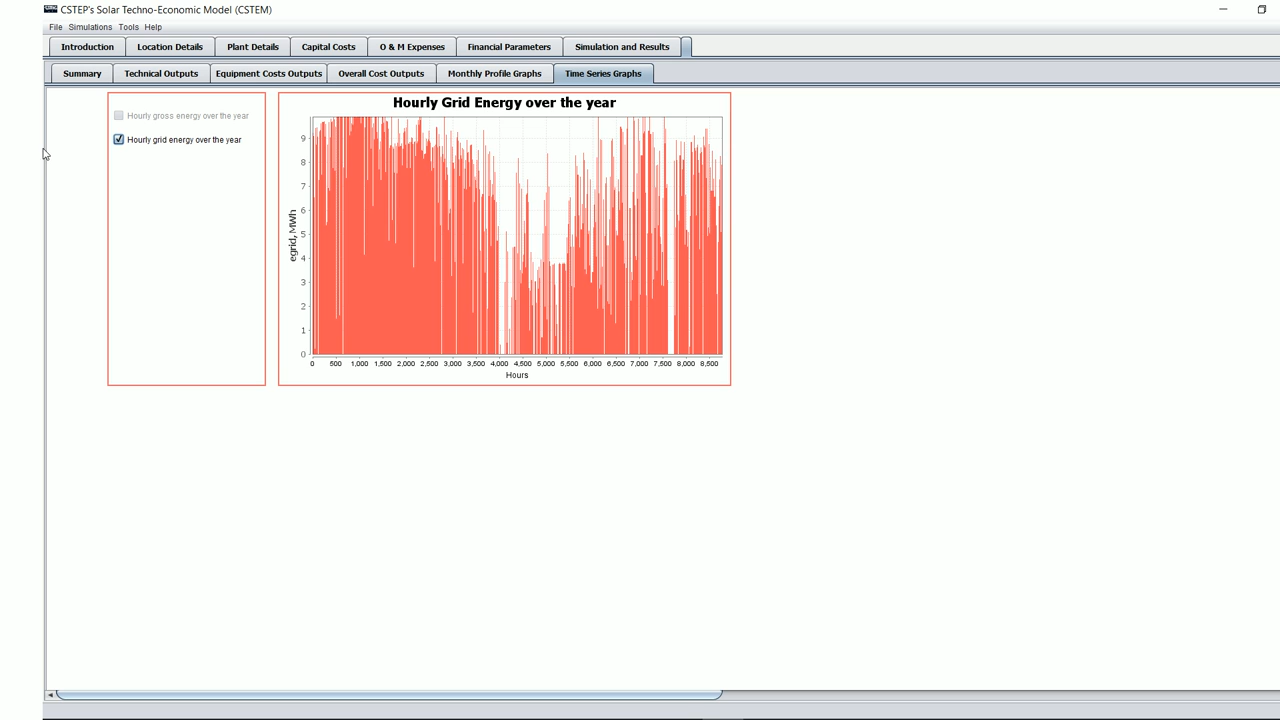 CSTEP's Solar Techno-Economic Model (CSTEM)
File Simulations Tools Help
Introduction Location Details Plant Details Capital Costs O & M Expenses Financial Parameters Simulation and Results
Summary Technical Outputs Equipment Costs Outputs Overall Cost Outputs Monthly Profile Graphs Time Series Graphs
Hourly gross energy over the year
Hourly grid energy over the year
Hourly Grid Energy over the year
egrid, MWh
9
8
7
6
5
4
3
2
1
0
0 500 1,000 1,500 2,000 2,500 3,000 3,500 4,000 4,500 5,000 5,500 6,000 6,500 7,000 7,500 8,000 8,500
Hours